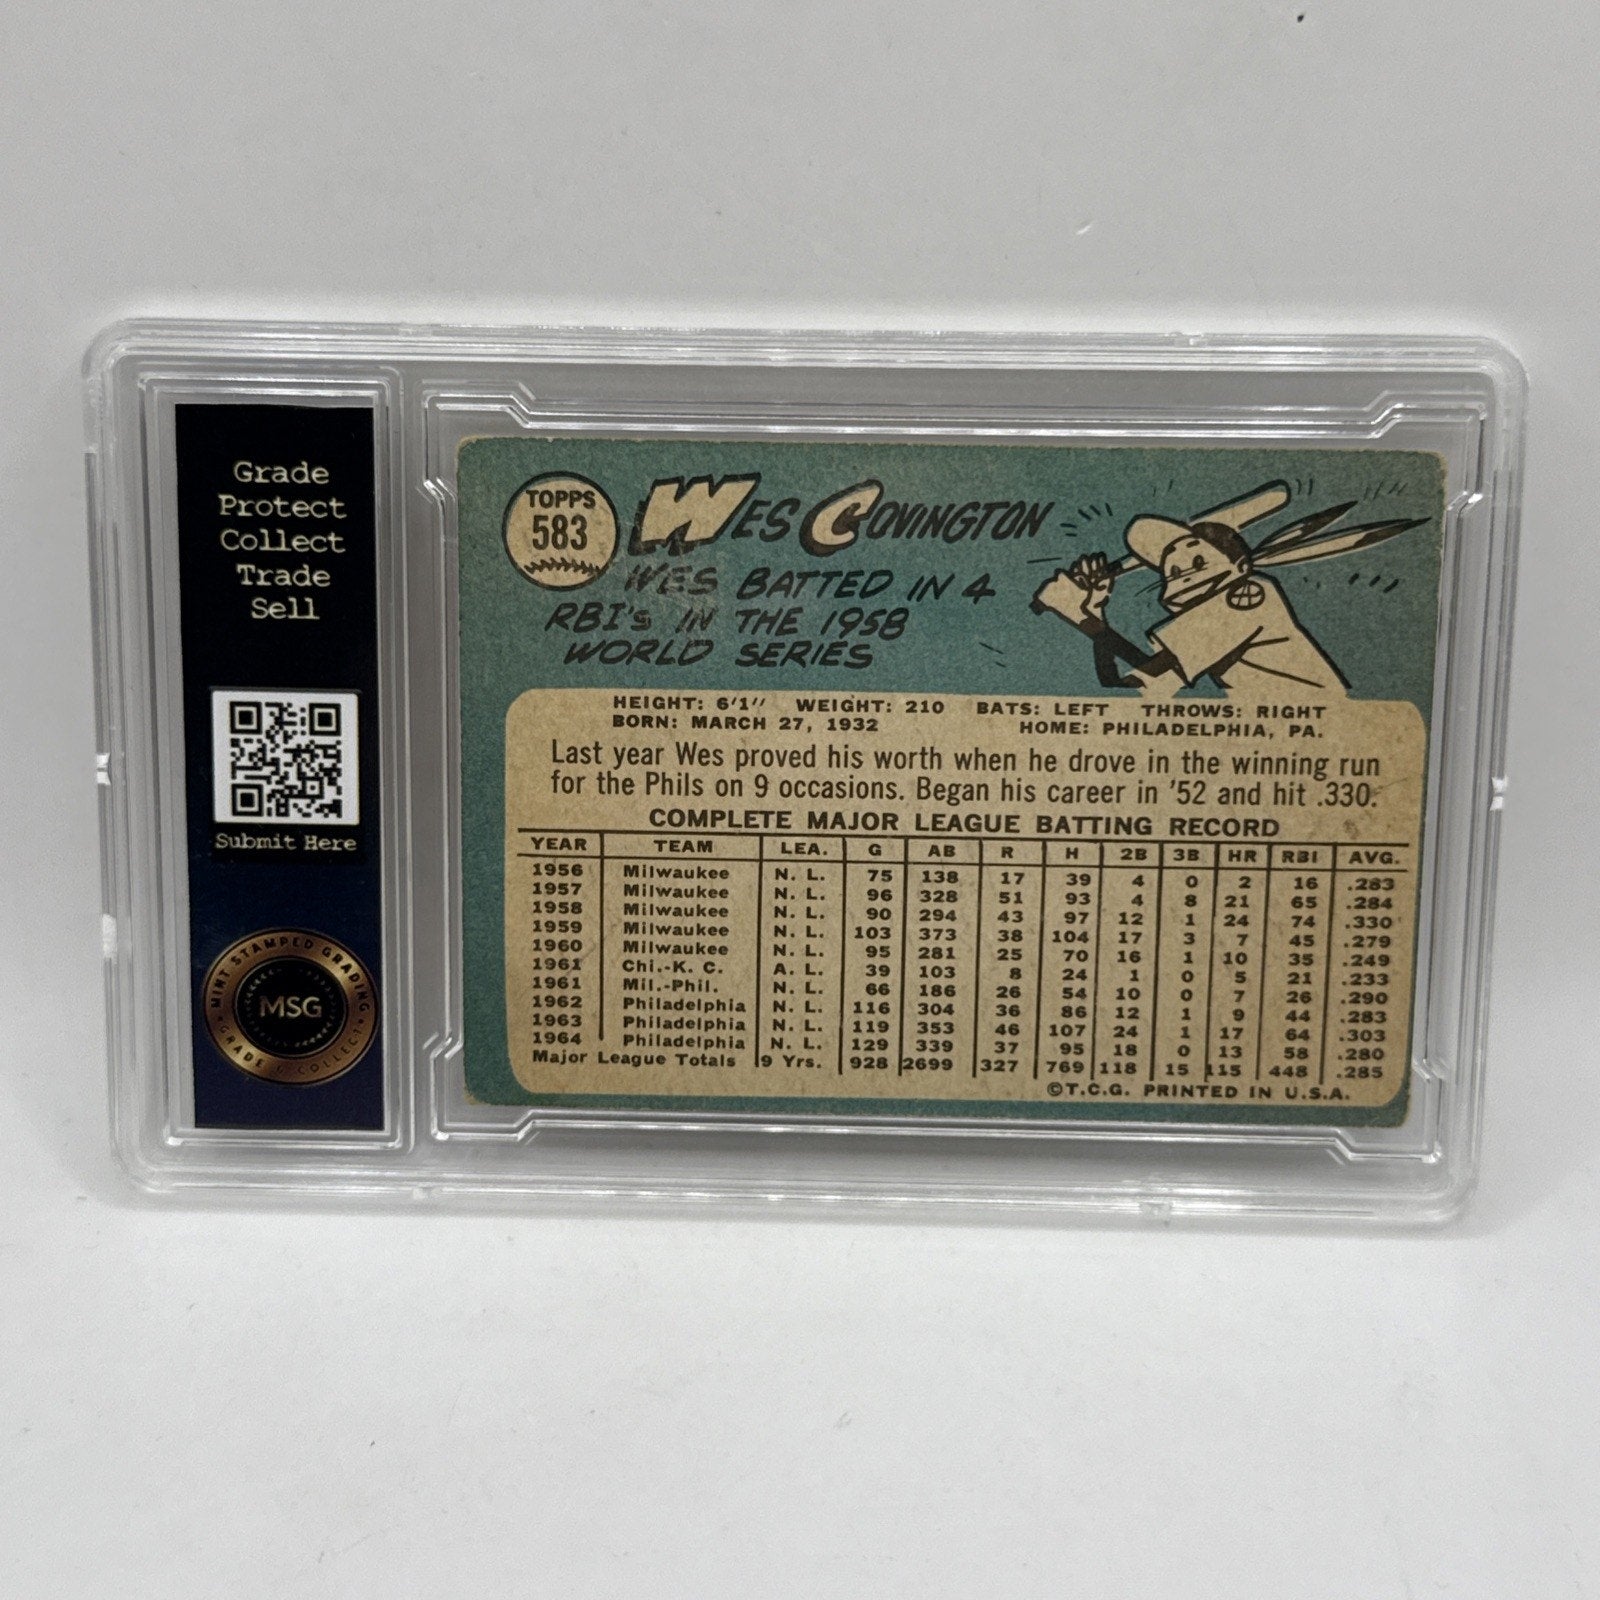 Grade
Protect
Collect
Trade
Sell
Submit Here
MINT STAMPED GRADING
MSG
GRADE & COLLECT
TOPPS
583
WES COVINGTON
WES BATTED IN 4
RBI's IN THE 1958
WORLD SERIES
HEIGHT: 6'1" WEIGHT: 210 BATS: LEFT THROWS: RIGHT
BORN: MARCH 27, 1932 HOME: PHILADELPHIA, PA.
Last year Wes proved his worth when he drove in the winning run
for the Phils on 9 occasions. Began his career in '52 and hit .330.
COMPLETE MAJOR LEAGUE BATTING RECORD
YEAR TEAM LEA. G AB R H 2B 3B HR RBI AVG.
1956 Milwaukee N. L. 75 138 17 39 4 0 2 16 .283
1957 Milwaukee N. L. 96 328 51 93 4 8 21 65 .284
1958 Milwaukee N. L. 90 294 43 97 12 1 24 74 .330
1959 Milwaukee N. L. 103 373 38 104 17 3 7 45 .279
1960 Milwaukee N. L. 95 281 25 70 16 1 10 35 .249
1961 Chi.-K. C. A. L. 39 103 8 24 1 0 5 21 .233
1961 Mil.-Phil. N. L. 66 186 26 54 10 0 7 26 .290
1962 Philadelphia N. L. 116 304 36 86 12 1 9 44 .283
1963 Philadelphia N. L. 119 353 46 107 24 1 17 64 .303
1964 Philadelphia N. L. 129 339 37 95 18 0 13 58 .280
Major League Totals 9 Yrs. 928 2699 327 769 118 15 115 448 .285
©T.C.G. PRINTED IN U.S.A.